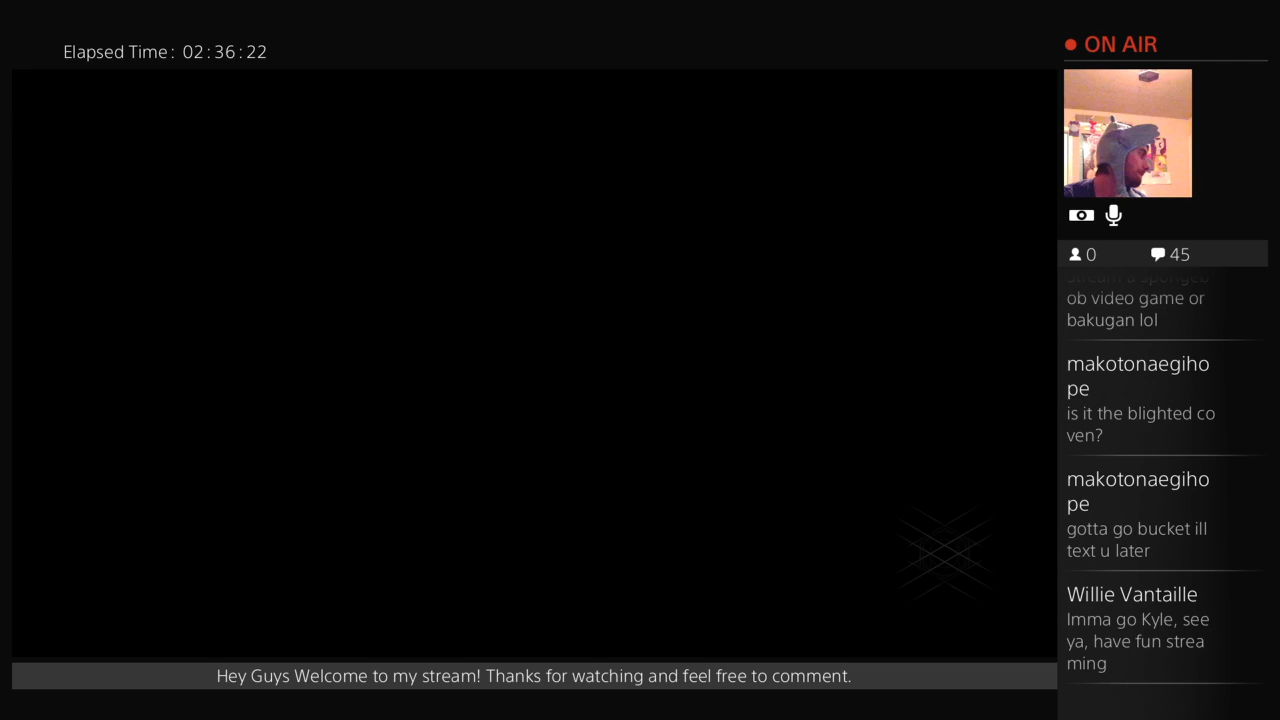 Elapsed Time: 02:36:22
ON AIR
0 45
ob video game or
bakugan lol
makotonaegiho
pe
is it the blighted co
ven?
makotonaegiho
pe
gotta go bucket ill
text u later
Willie Vantaille
Imma go Kyle, see
ya, have fun strea
ming
Hey Guys Welcome to my stream! Thanks for watching and feel free to comment.